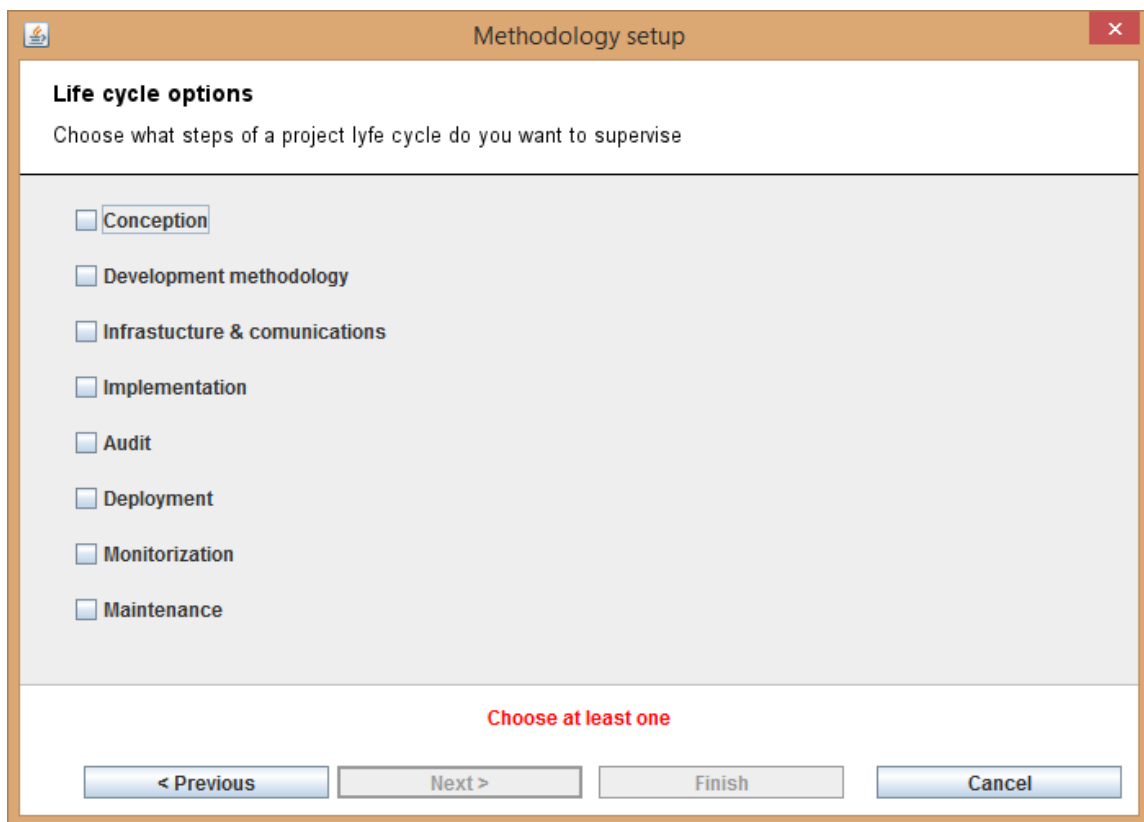 Methodology setup
Life cycle options
Choose what steps of a project lyfe cycle do you want to supervise
Conception
Development methodology
Infrastucture & comunications
Implementation
Audit
Deployment
Monitorization
Maintenance
Choose at least one
< Previous
Next >
Finish
Cancel